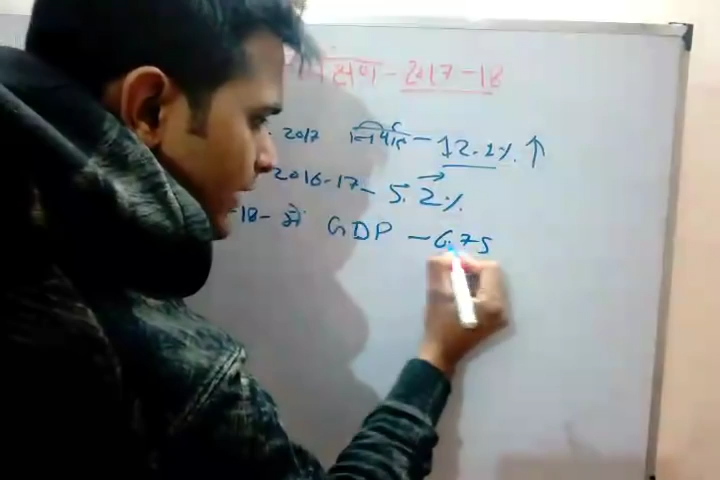 सर्वेक्षण - 2017 - 18
2017 निर्यात - 12.1% ↑
2016-17 - 5.2%
-18- में GDP - 6.75